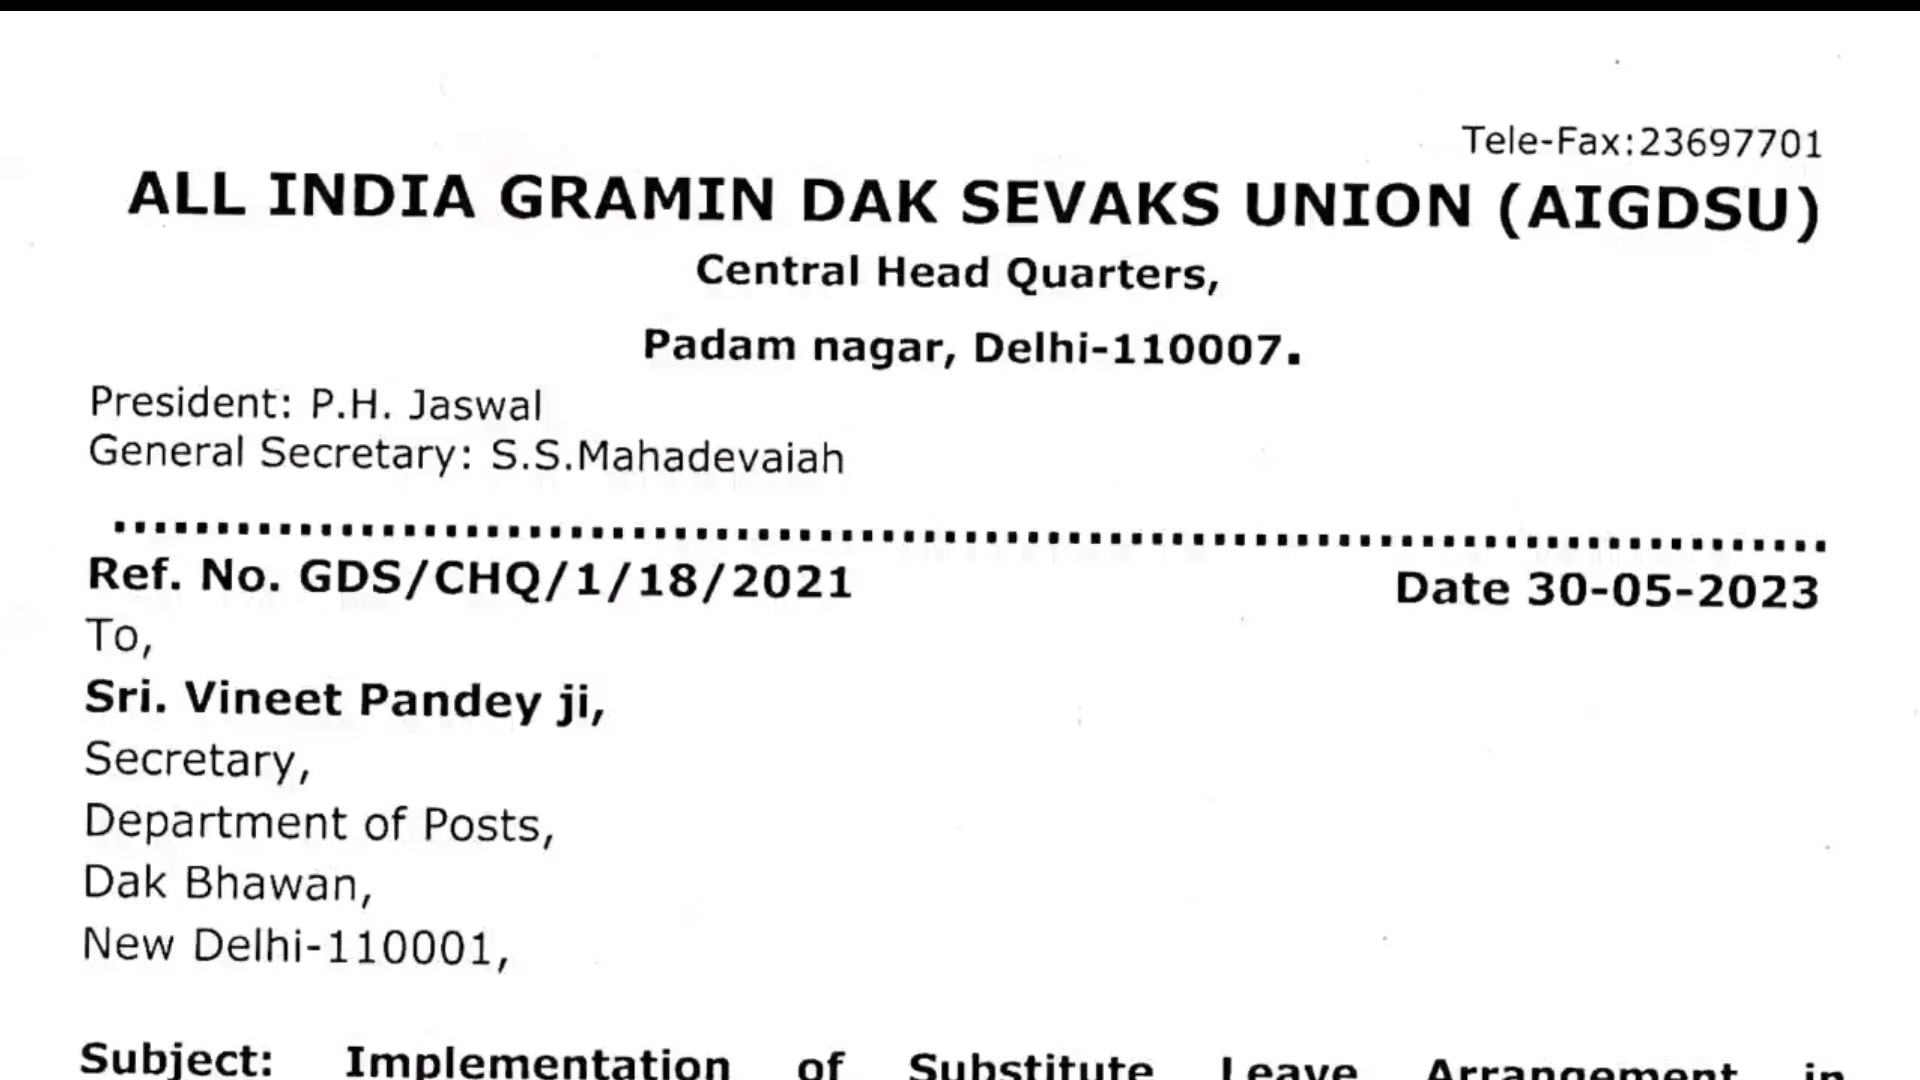 Tele-Fax:23697701
ALL INDIA GRAMIN DAK SEVAKS UNION (AIGDSU)
Central Head Quarters,
Padam nagar, Delhi-110007.
President: P.H. Jaswal
General Secretary: S.S.Mahadevaiah
Ref. No. GDS/CHQ/1/18/2021 Date 30-05-2023
To,
Sri. Vineet Pandey ji,
Secretary,
Department of Posts,
Dak Bhawan,
New Delhi-110001,
Subject: Implementation of Substitute Leave Arrangement in